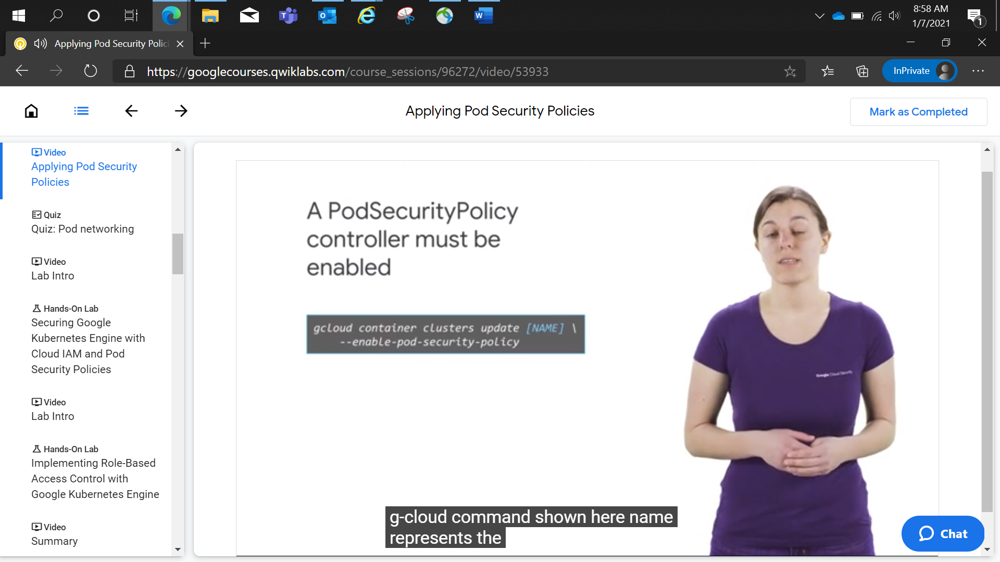 8:58 AM
1/7/2021
1
Applying Pod Security Polici
https://googlecourses.qwiklabs.com/course_sessions/96272/video/53933
InPrivate
Applying Pod Security Policies
Mark as Completed
Video
Applying Pod Security
Policies
Quiz
Quiz: Pod networking
Video
Lab Intro
Hands-On Lab
Securing Google
Kubernetes Engine with
Cloud IAM and Pod
Security Policies
Video
Lab Intro
Hands-On Lab
Implementing Role-Based
Access Control with
Google Kubernetes Engine
Video
Summary
A PodSecurityPolicy
controller must be
enabled
gcloud container clusters update [NAME] \
--enable-pod-security-policy
Google Cloud Security
g-cloud command shown here name
represents the
Chat